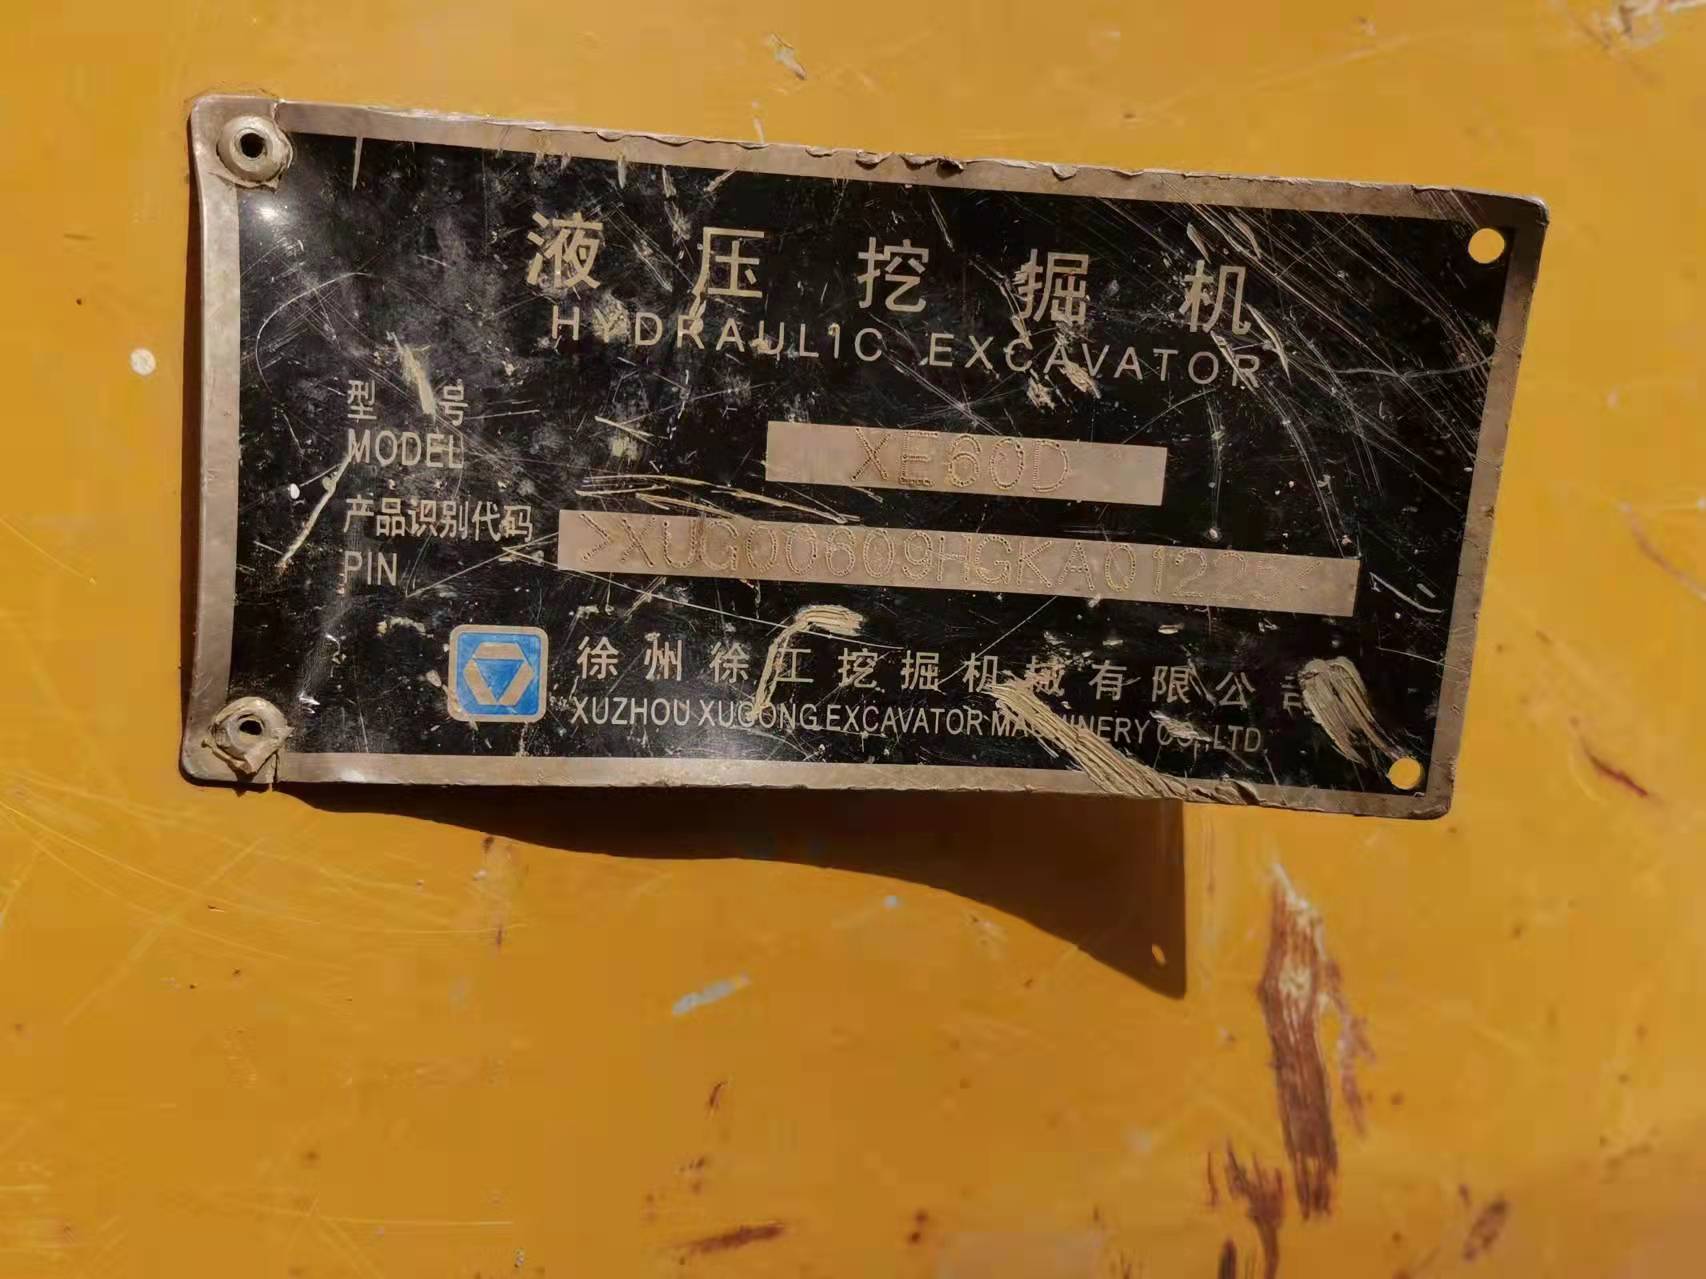 液压挖掘机
HYDRAULIC EXCAVATOR
型号
MODEL
XE60D
产品识别代码
PIN
徐州徐工挖掘机械有限公司
XUZHOU XUGONG EXCAVATOR MACHINERY CO.,LTD